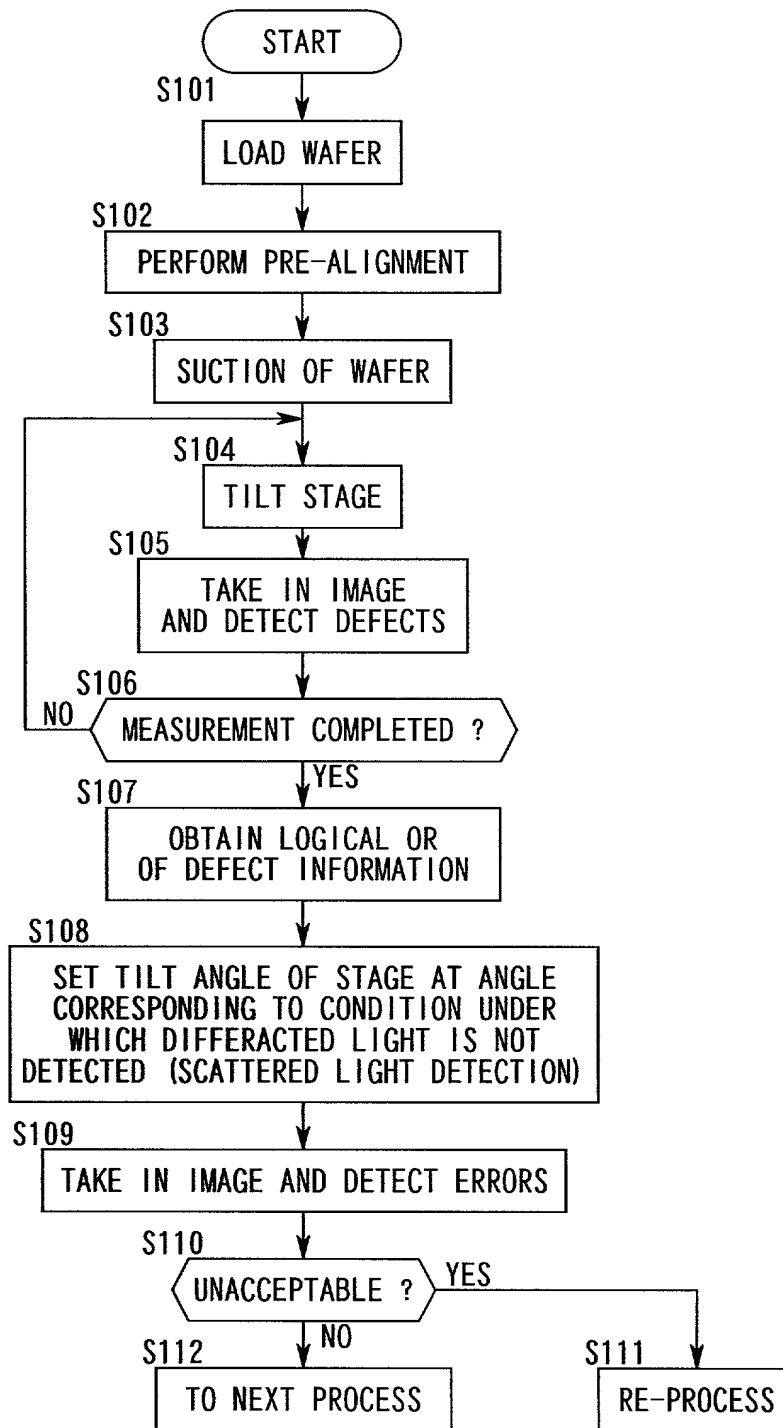 START
S101
LOAD WAFER
S102
PERFORM PRE-ALIGNMENT
S103
SUCTION OF WAFER
S104
TILT STAGE
S105
TAKE IN IMAGE
AND DETECT DEFECTS
S106
NO
MEASUREMENT COMPLETED ?
YES
S107
OBTAIN LOGICAL OR
OF DEFECT INFORMATION
S108
SET TILT ANGLE OF STAGE AT ANGLE
CORRESPONDING TO CONDITION UNDER
WHICH DIFFERACTED LIGHT IS NOT
DETECTED (SCATTERED LIGHT DETECTION)
S109
TAKE IN IMAGE AND DETECT ERRORS
S110
UNACCEPTABLE ?
YES
NO
S112
TO NEXT PROCESS
S111
RE-PROCESS